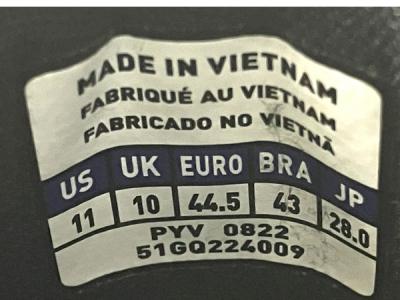 MADE IN VIETNAM
FABRIQUÉ AU VIETNAM
FABRICADO NO VIETNÃ
US UK EURO BRA JP
11 10 44.5 43 28.0
PYV 0822
51GQ224009